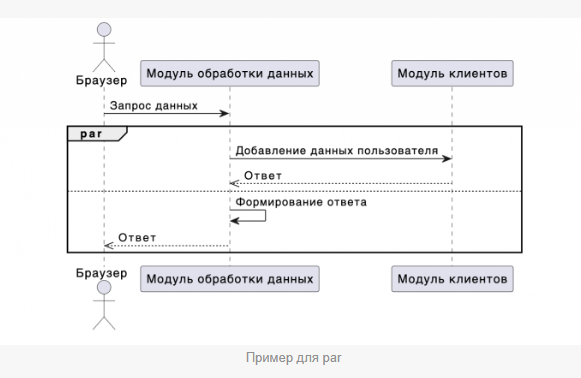 Браузер
Модуль обработки данных
Модуль клиентов
Запрос данных
par
Добавление данных пользователя
Ответ
Формирование ответа
Ответ
Браузер
Модуль обработки данных
Модуль клиентов
Пример для par